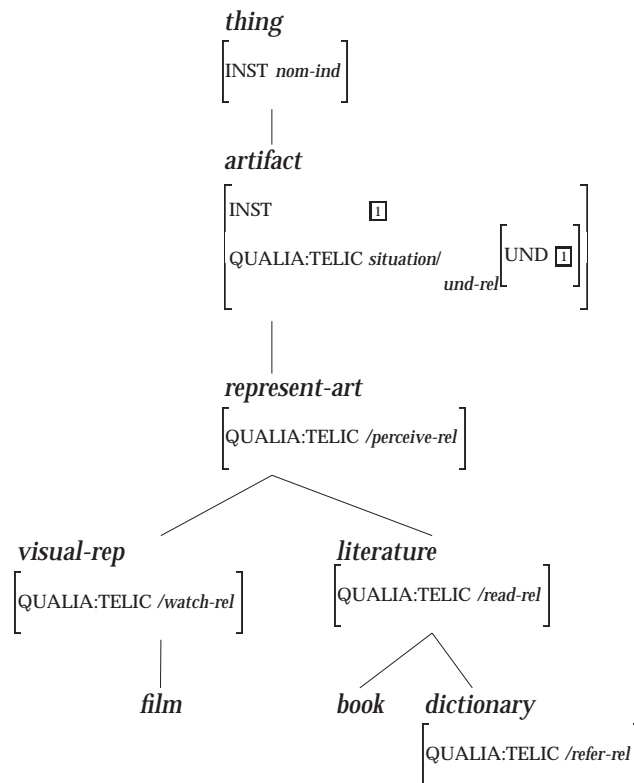 thing
INST nom-ind
artifact
INST 1
QUALIA:TELIC situation/ und-rel UND 1
represent-art
QUALIA:TELIC /perceive-rel
visual-rep literature
QUALIA:TELIC /watch-rel QUALIA:TELIC /read-rel
film book dictionary
QUALIA:TELIC /refer-rel